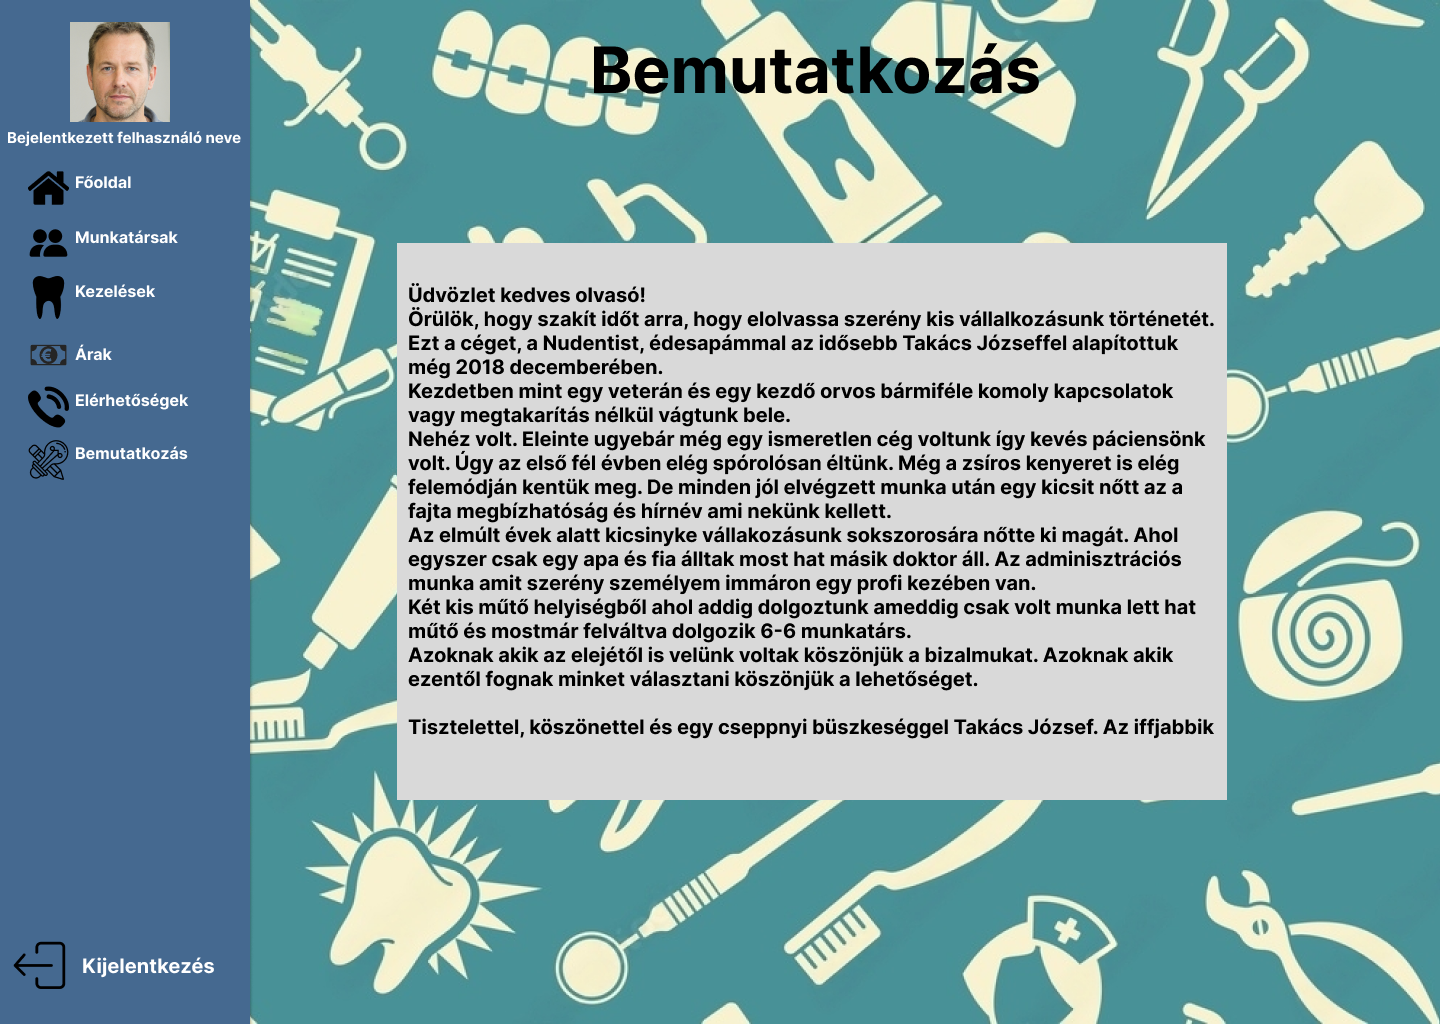 Bemutatkozás
Bejelentkezett felhasználó neve
Főoldal
Munkatársak
Kezelések
Árak
Elérhetőségek
Bemutatkozás
Kijelentkezés
Üdvözlet kedves olvasó!
Örülök, hogy szakít időt arra, hogy elolvassa szerény kis vállalkozásunk történetét.
Ezt a céget, a Nudentist, édesapámmal az idősebb Takács Józseffel alapítottuk
még 2018 decemberében.
Kezdetben mint egy veterán és egy kezdő orvos bármiféle komoly kapcsolatok
vagy megtakarítás nélkül vágtunk bele.
Nehéz volt. Eleinte ugyebár még egy ismeretlen cég voltunk így kevés páciensönk
volt. Úgy az első fél évben elég spórolósan éltünk. Még a zsíros kenyeret is elég
felemódján kentük meg. De minden jól elvégzett munka után egy kicsit nőtt az a
fajta megbízhatóság és hírnév ami nekünk kellett.
Az elmúlt évek alatt kicsinyke vállakozásunk sokszorosára nőtte ki magát. Ahol
egyszer csak egy apa és fia álltak most hat másik doktor áll. Az adminisztrációs
munka amit szerény személyem immáron egy profi kezében van.
Két kis műtő helyiségből ahol addig dolgoztunk ameddig csak volt munka lett hat
műtő és mostmár felváltva dolgozik 6-6 munkatárs.
Azoknak akik az elejétől is velünk voltak köszönjük a bizalmukat. Azoknak akik
ezentől fognak minket választani köszönjük a lehetőséget.
Tisztelettel, köszönettel és egy cseppnyi büszkeséggel Takács József. Az iffjabbik